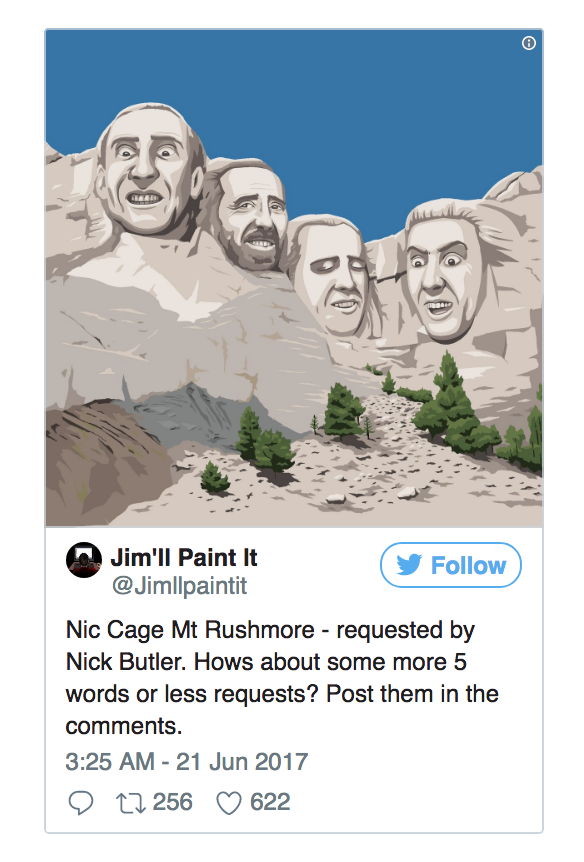 Jim'll Paint It
@Jimllpaintit
Follow
Nic Cage Mt Rushmore - requested by
Nick Butler. Hows about some more 5
words or less requests? Post them in the
comments.
3:25 AM - 21 Jun 2017
256 622